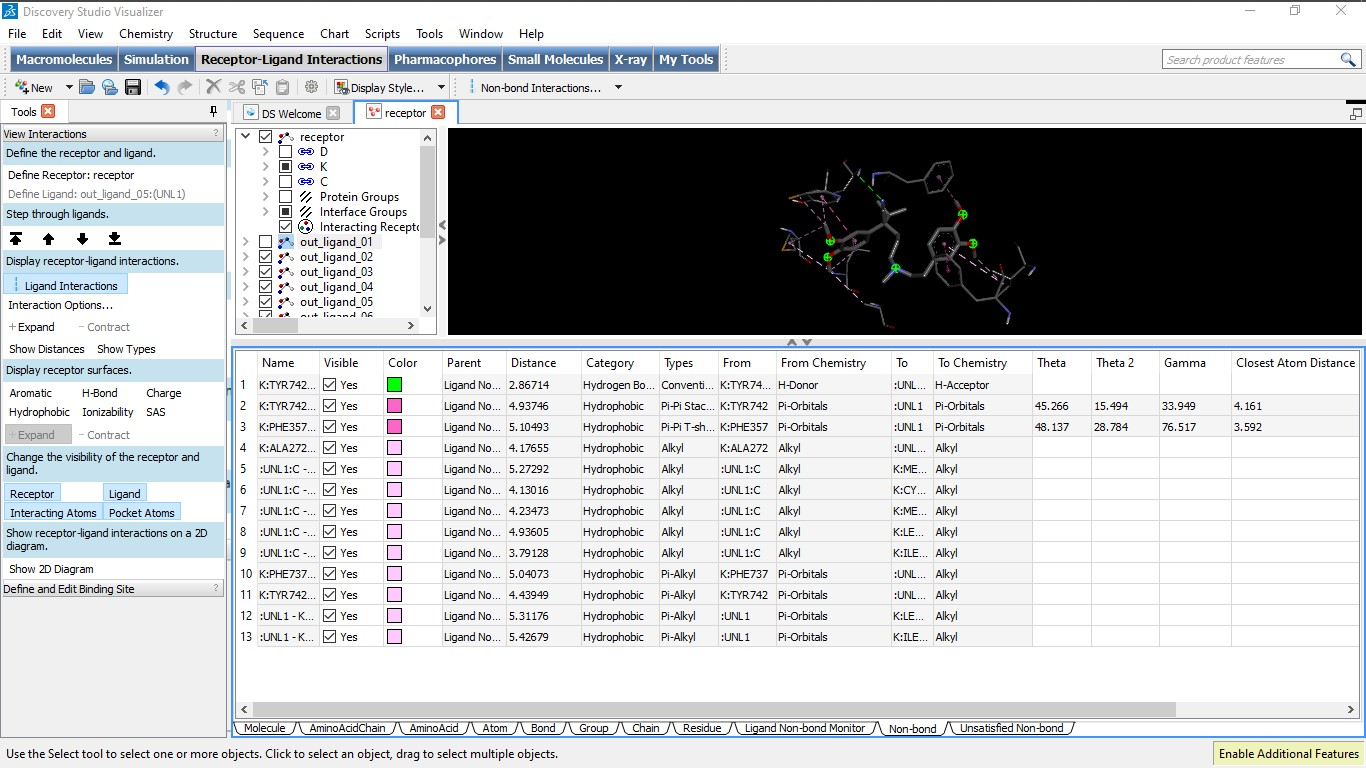 Discovery Studio Visualizer
File Edit View Chemistry Structure Sequence Chart Scripts Tools Window Help
Macromolecules Simulation Receptor-Ligand Interactions Pharmacophores Small Molecules X-ray My Tools Search product features
New Display Style... Non-bond Interactions...
Tools
View Interactions ?
Define the receptor and ligand.
Define Receptor: receptor
Define Ligand: out_ligand_05:(UNL1)
Step through ligands.
Display receptor-ligand interactions.
Ligand Interactions
Interaction Options...
+ Expand − Contract
Show Distances Show Types
Display receptor surfaces.
Aromatic H-Bond Charge
Hydrophobic Ionizability SAS
+ Expand − Contract
Change the visibility of the receptor and
ligand.
Receptor Ligand
Interacting Atoms Pocket Atoms
Show receptor-ligand interactions on a 2D
diagram.
Show 2D Diagram
Define and Edit Binding Site ?
DS Welcome receptor
receptor
D
K
C
Protein Groups
Interface Groups
Interacting Recepto
out_ligand_01
out_ligand_02
out_ligand_03
out_ligand_04
out_ligand_05
out_ligand_06
Name Visible Color Parent Distance Category Types From From Chemistry To To Chemistry Theta Theta 2 Gamma Closest Atom Distance
1 K:TYR742... Yes Ligand No... 2.86714 Hydrogen Bo... Conventi... K:TYR74... H-Donor :UNL... H-Acceptor
2 K:TYR742... Yes Ligand No... 4.93746 Hydrophobic Pi-Pi Stac... K:TYR742 Pi-Orbitals :UNL1 Pi-Orbitals 45.266 15.494 33.949 4.161
3 K:PHE357... Yes Ligand No... 5.10493 Hydrophobic Pi-Pi T-sh... K:PHE357 Pi-Orbitals :UNL1 Pi-Orbitals 48.137 28.784 76.517 3.592
4 K:ALA272... Yes Ligand No... 4.17655 Hydrophobic Alkyl K:ALA272 Alkyl :UNL... Alkyl
5 :UNL1:C -... Yes Ligand No... 5.27292 Hydrophobic Alkyl :UNL1:C Alkyl K:ME... Alkyl
6 :UNL1:C -... Yes Ligand No... 4.13016 Hydrophobic Alkyl :UNL1:C Alkyl K:CY... Alkyl
7 :UNL1:C -... Yes Ligand No... 4.23473 Hydrophobic Alkyl :UNL1:C Alkyl K:ME... Alkyl
8 :UNL1:C -... Yes Ligand No... 4.93605 Hydrophobic Alkyl :UNL1:C Alkyl K:LE... Alkyl
9 :UNL1:C -... Yes Ligand No... 3.79128 Hydrophobic Alkyl :UNL1:C Alkyl K:ILE... Alkyl
10 K:PHE737... Yes Ligand No... 5.04073 Hydrophobic Pi-Alkyl K:PHE737 Pi-Orbitals :UNL... Alkyl
11 K:TYR742... Yes Ligand No... 4.43949 Hydrophobic Pi-Alkyl K:TYR742 Pi-Orbitals :UNL... Alkyl
12 :UNL1 - K... Yes Ligand No... 5.31176 Hydrophobic Pi-Alkyl :UNL1 Pi-Orbitals K:LE... Alkyl
13 :UNL1 - K... Yes Ligand No... 5.42679 Hydrophobic Pi-Alkyl :UNL1 Pi-Orbitals K:ILE... Alkyl
Molecule AminoAcidChain AminoAcid Atom Bond Group Chain Residue Ligand Non-bond Monitor Non-bond Unsatisfied Non-bond
Use the Select tool to select one or more objects. Click to select an object, drag to select multiple objects. Enable Additional Features